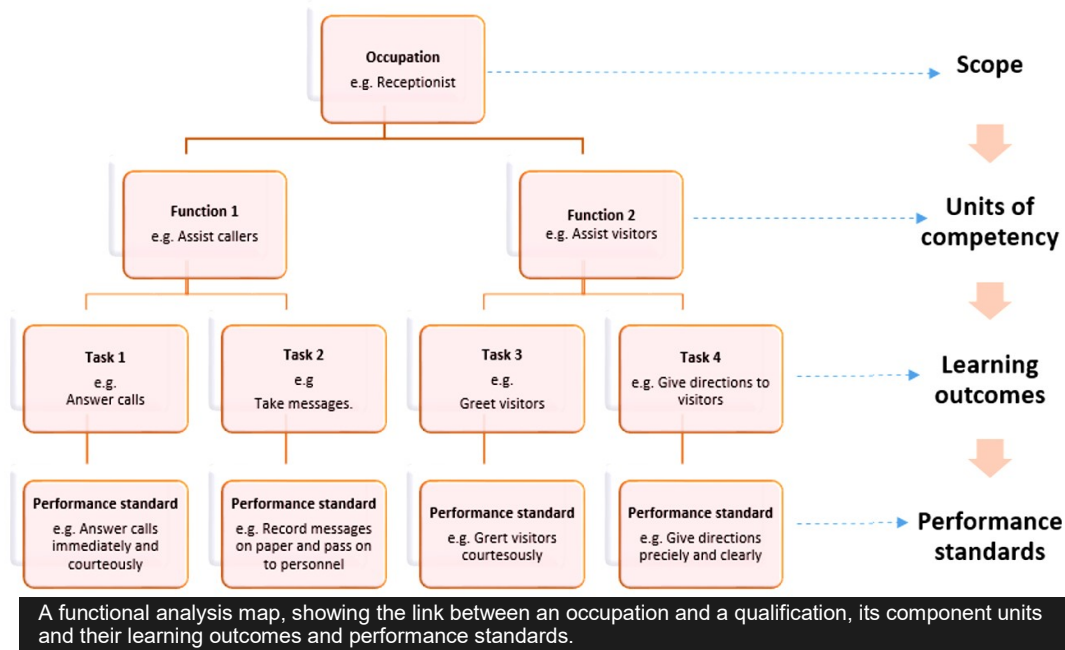 Occupation
e.g. Receptionist
Scope
Function 1
e.g. Assist callers
Function 2
e.g. Assist visitors
Units of
competency
Task 1
e.g.
Answer calls
Task 2
e.g
Take messages.
Task 3
e.g.
Greet visitors
Task 4
e.g. Give directions to
visitors
Learning
outcomes
Performance standard
e.g. Answer calls
immediately and
courteously
Performance standard
e.g. Record messages
on paper and pass on
to personnel
Performance standard
e.g. Grert visitors
courtesously
Performance standard
e.g. Give directions
preciely and clearly
Performance
standards
A functional analysis map, showing the link between an occupation and a qualification, its component units
and their learning outcomes and performance standards.